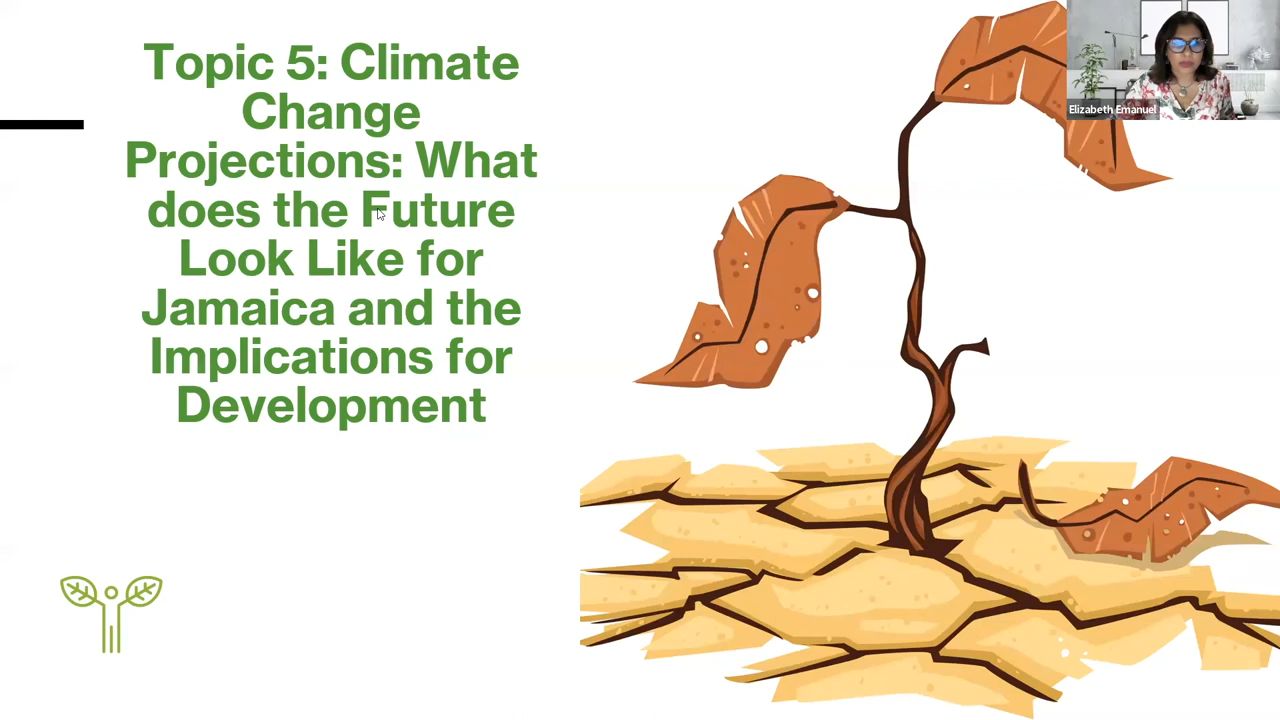 Topic 5: Climate
Change
Projections: What
does the Future
Look Like for
Jamaica and the
Implications for
Development
Elizabeth Emanuel